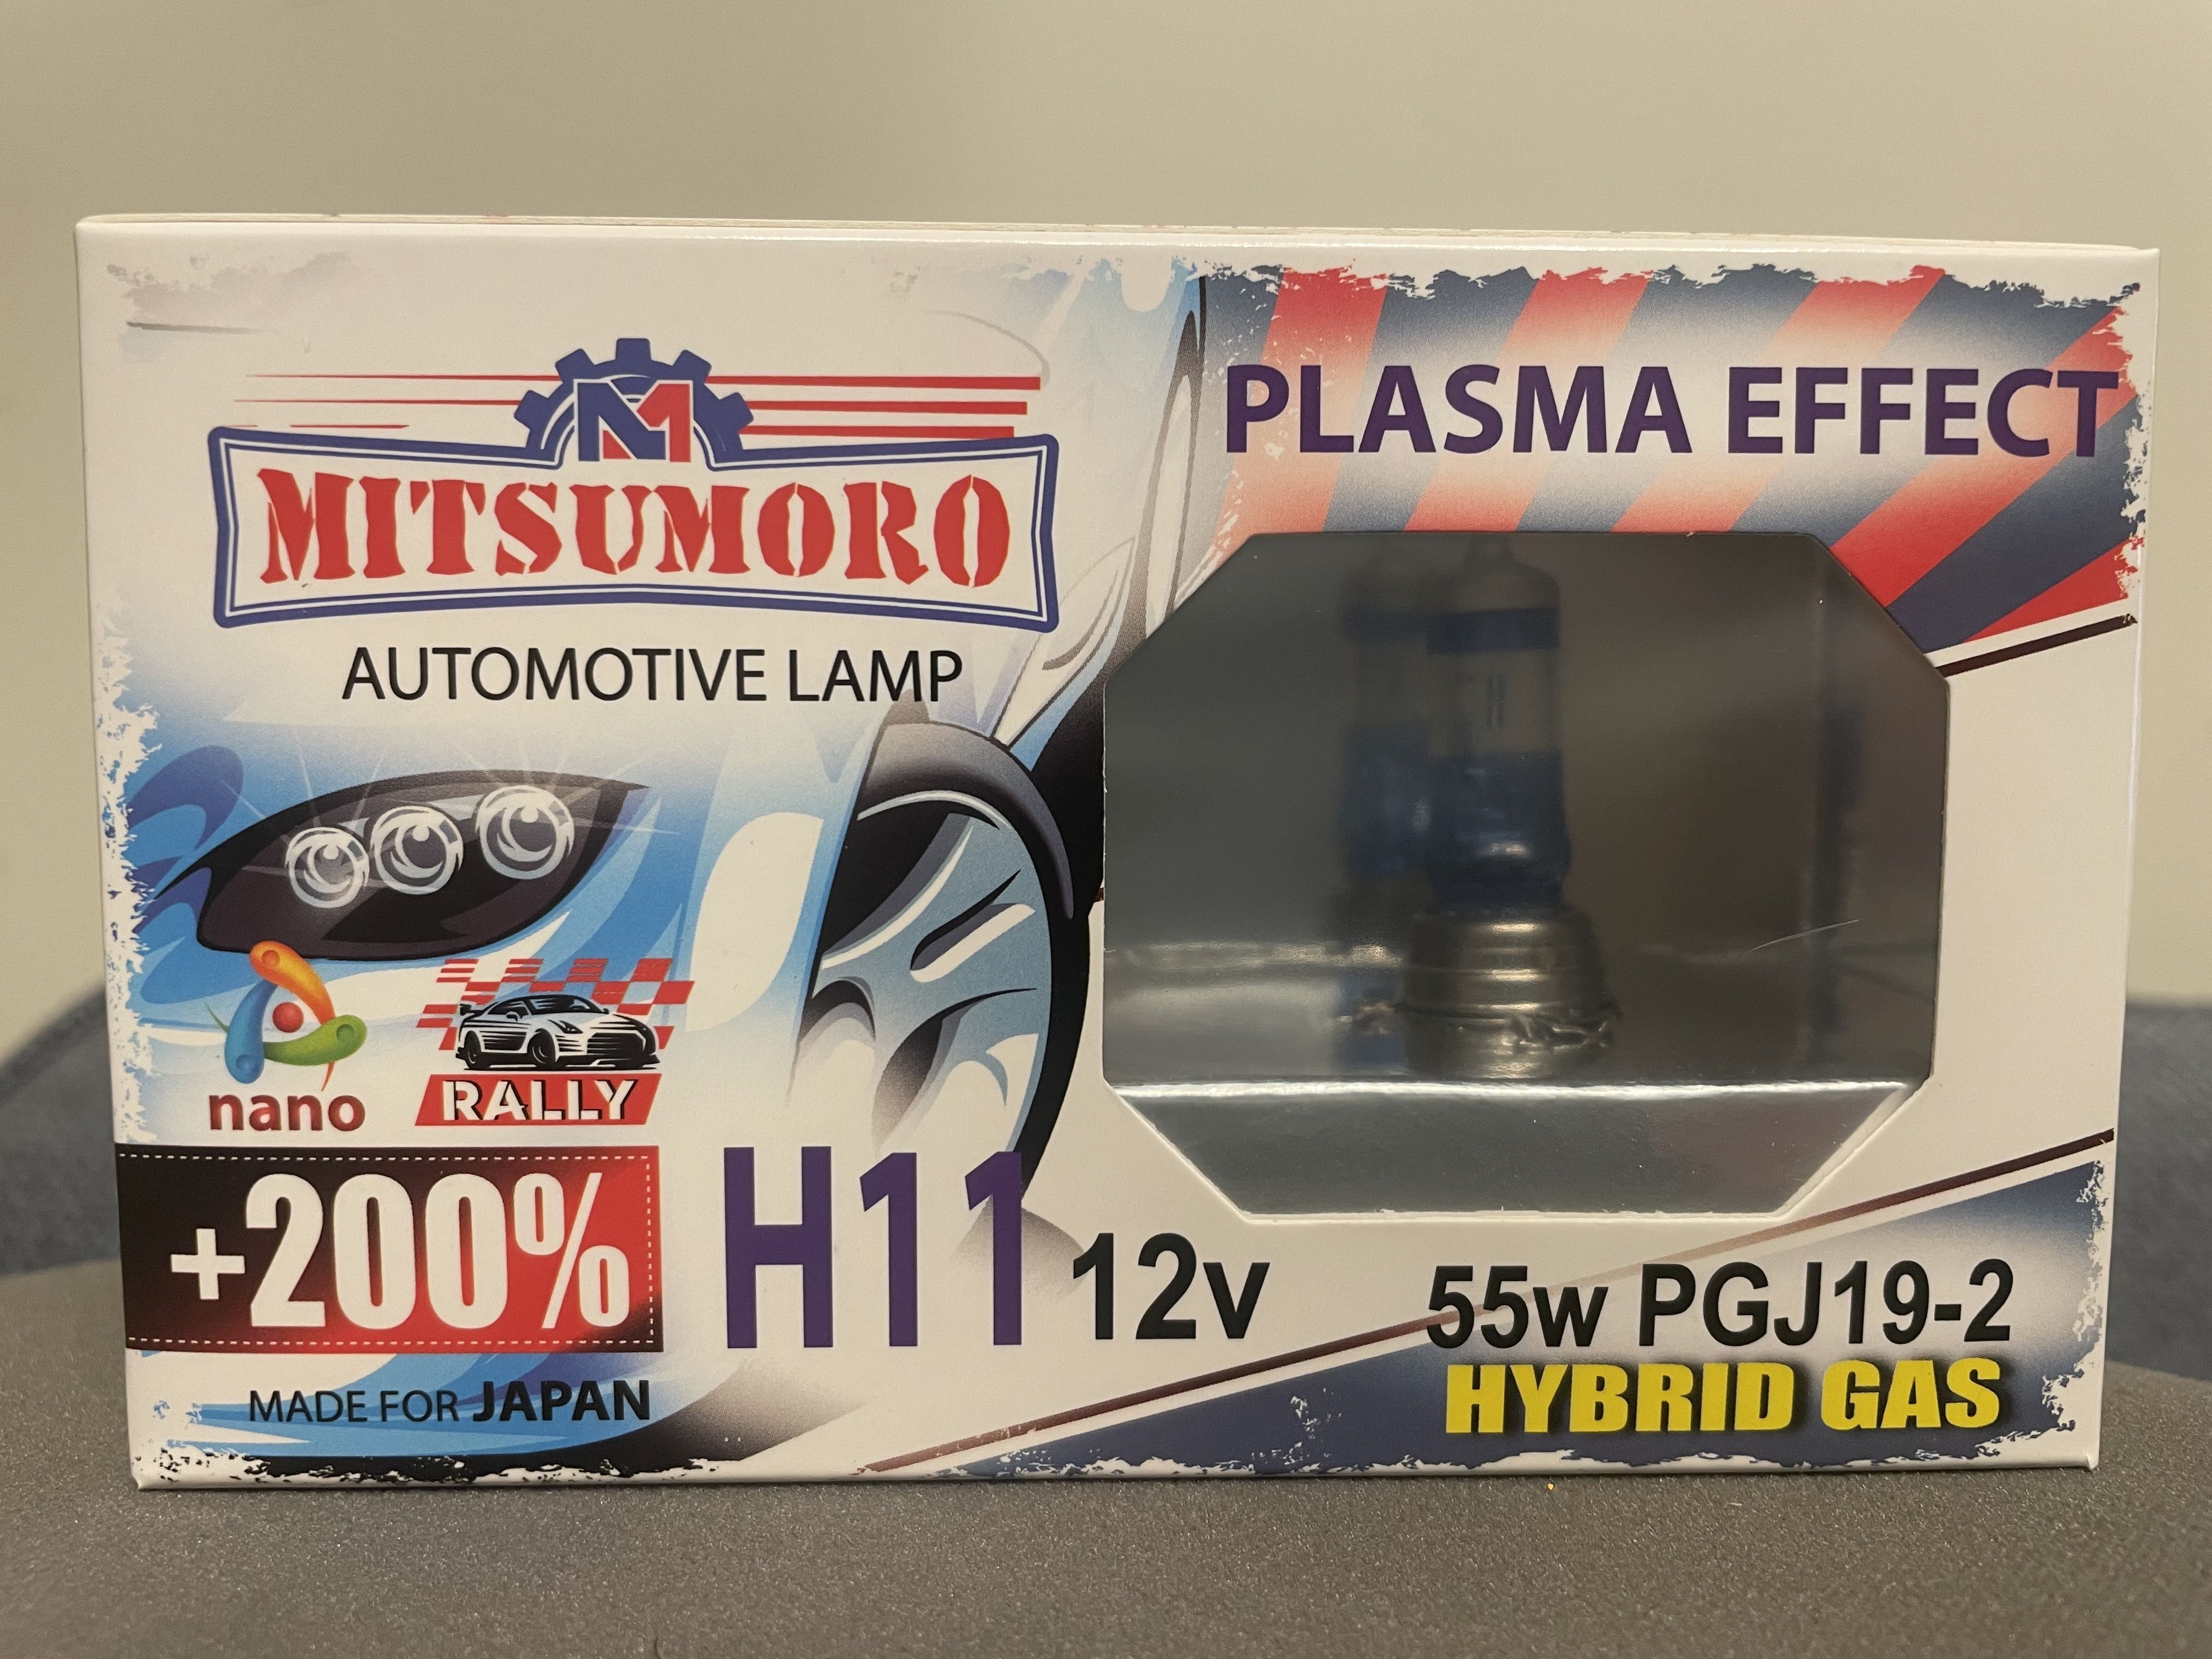 M
MITSUMORO
AUTOMOTIVE LAMP
PLASMA EFFECT
nano
RALLY
+200%
H11 12v
55w PGJ19-2
HYBRID GAS
MADE FOR JAPAN